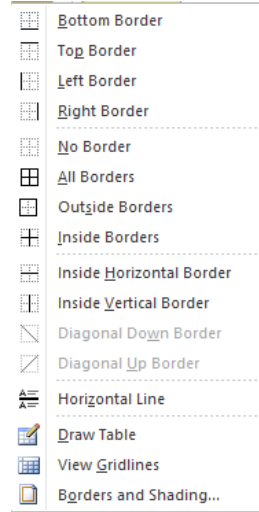 Bottom Border
Top Border
Left Border
Right Border
No Border
All Borders
Outside Borders
Inside Borders
Inside Horizontal Border
Inside Vertical Border
Diagonal Down Border
Diagonal Up Border
Horizontal Line
Draw Table
View Gridlines
Borders and Shading...